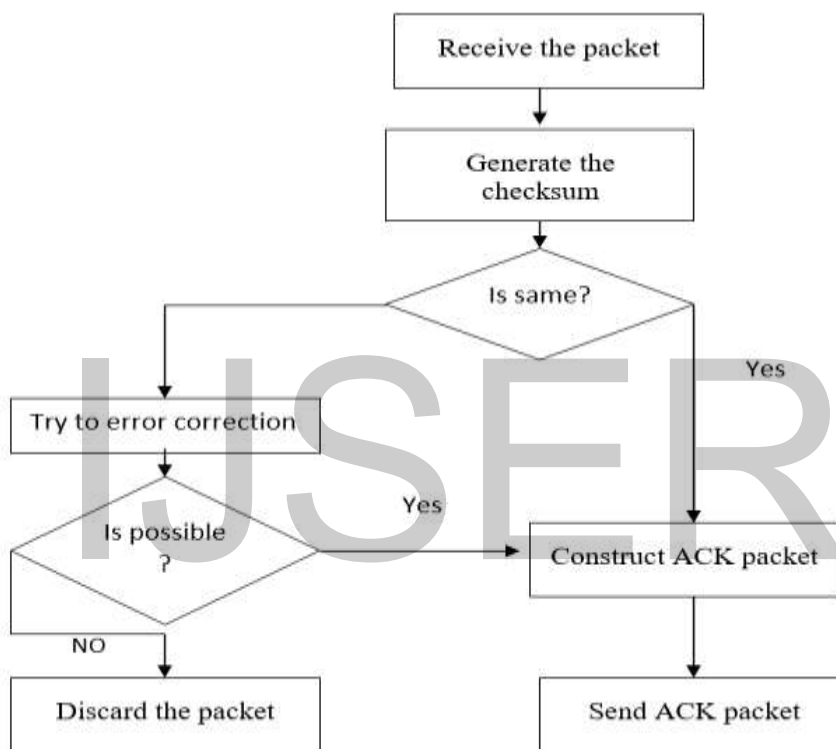 Receive the packet
Generate the
checksum
Is same?
Yes
Try to error correction
Yes
Is possible
?
Construct ACK packet
NO
Discard the packet
Send ACK packet
IJSER